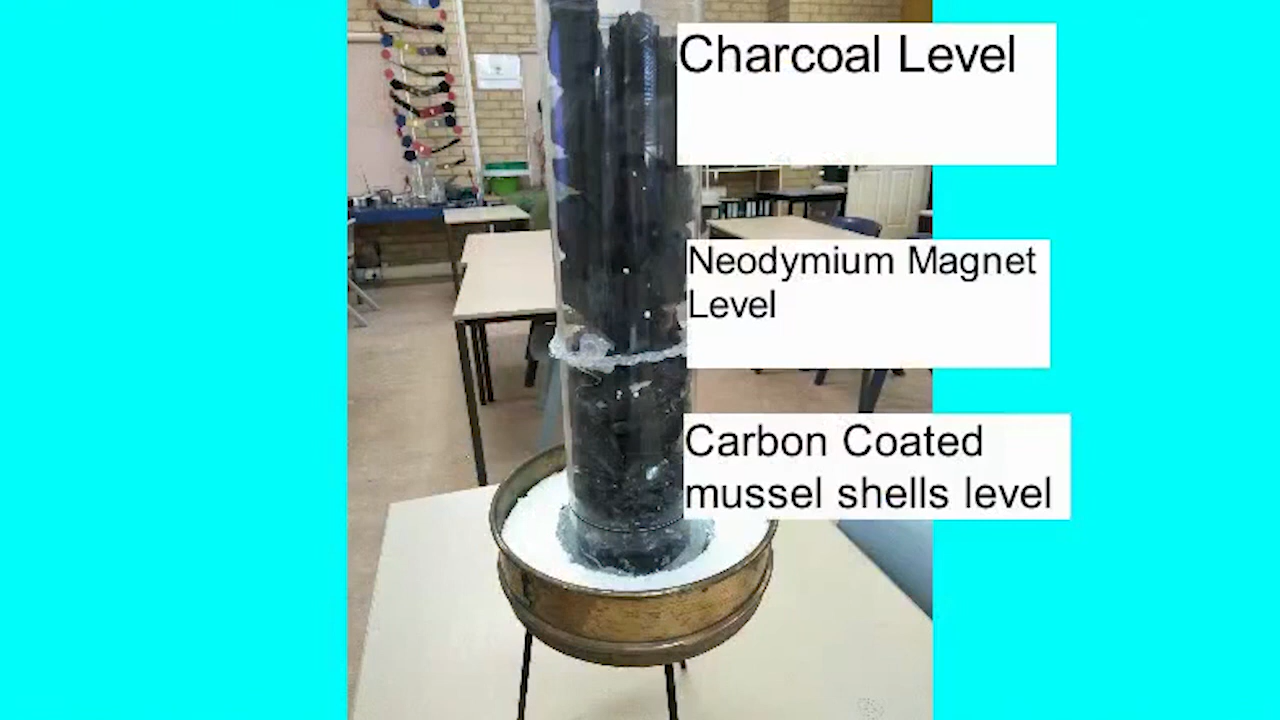 Charcoal Level
Neodymium Magnet
Level
Carbon Coated
mussel shells level